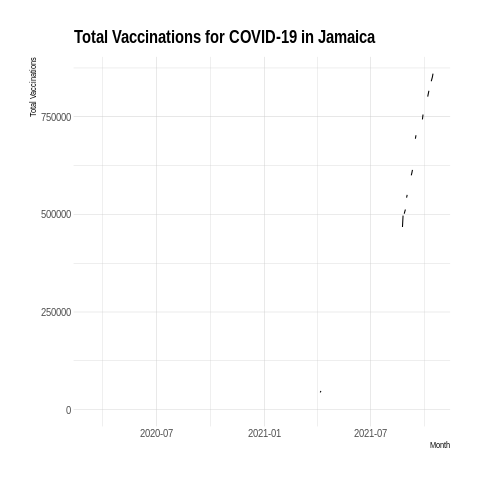 Total Vaccinations for COVID-19 in Jamaica
Total Vaccinations
750000
500000
250000
0
2020-07
2021-01
2021-07
Month